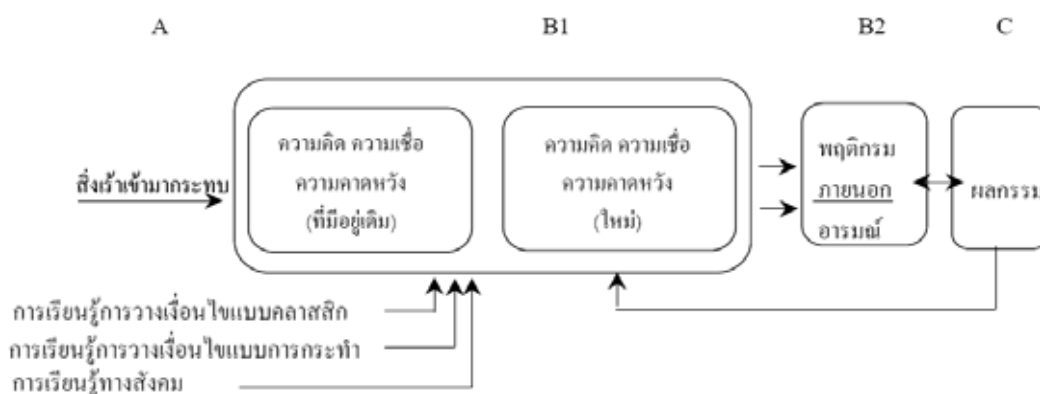 A B1 B2 C
ความคิด ความเชื่อ
ความคาดหวัง
(ที่มีอยู่เดิม)
ความคิด ความเชื่อ
ความคาดหวัง
(ใหม่)
สิ่งเร้าเข้ามากระทบ
พฤติกรม
ภายนอก
อารมณ์
ผลกรรม
การเรียนรู้การวางเงื่อนไขแบบคลาสสิก
การเรียนรู้การวางเงื่อนไขแบบการกระทำ
การเรียนรู้ทางสังคม